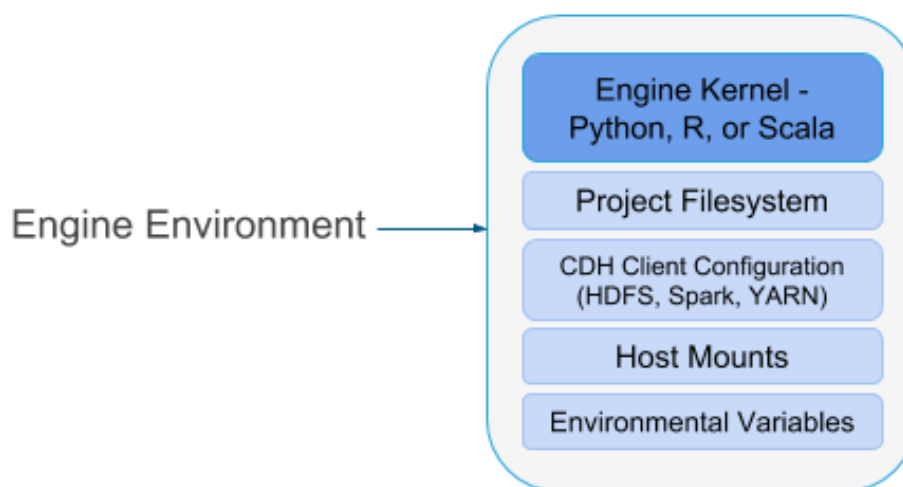 Engine Environment
Engine Kernel -
Python, R, or Scala
Project Filesystem
CDH Client Configuration
(HDFS, Spark, YARN)
Host Mounts
Environmental Variables